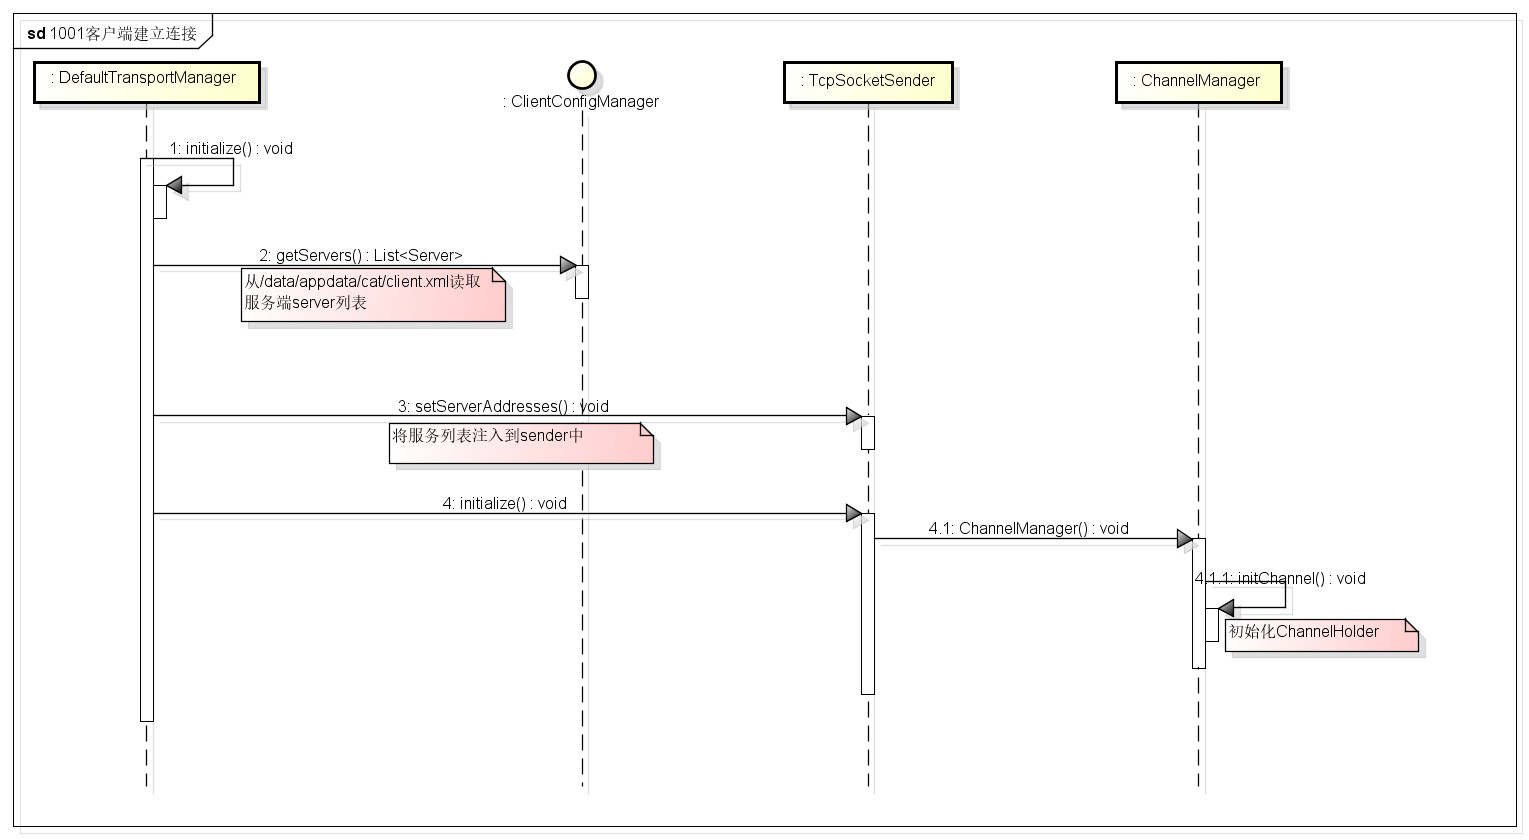 sd 1001客户端建立连接
: DefaultTransportManager
: ClientConfigManager
: TcpSocketSender
: ChannelManager
1: initialize() : void
2: getServers() : List<Server>
从/data/appdata/cat/client.xml读取
服务端server列表
3: setServerAddresses() : void
将服务列表注入到sender中
4: initialize() : void
4.1: ChannelManager() : void
4.1.1: initChannel() : void
初始化ChannelHolder